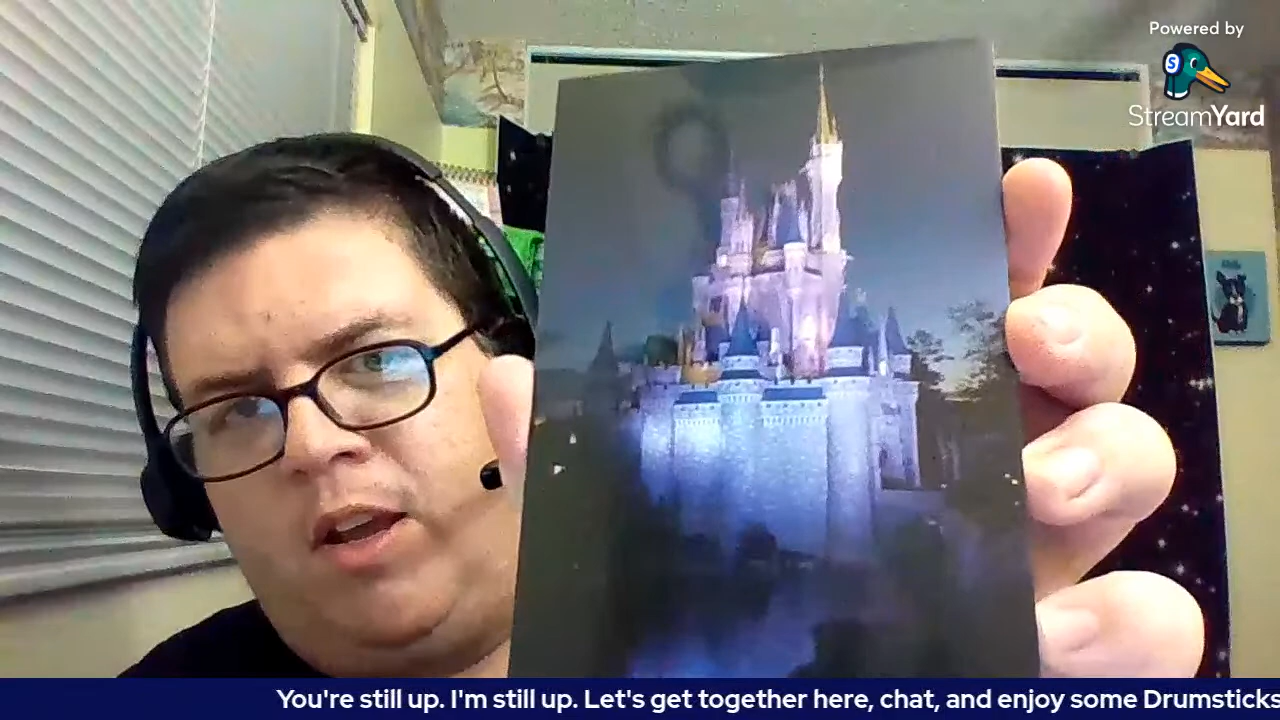 Powered by
S
StreamYard
You're still up. I'm still up. Let's get together here, chat, and enjoy some Drumsticks